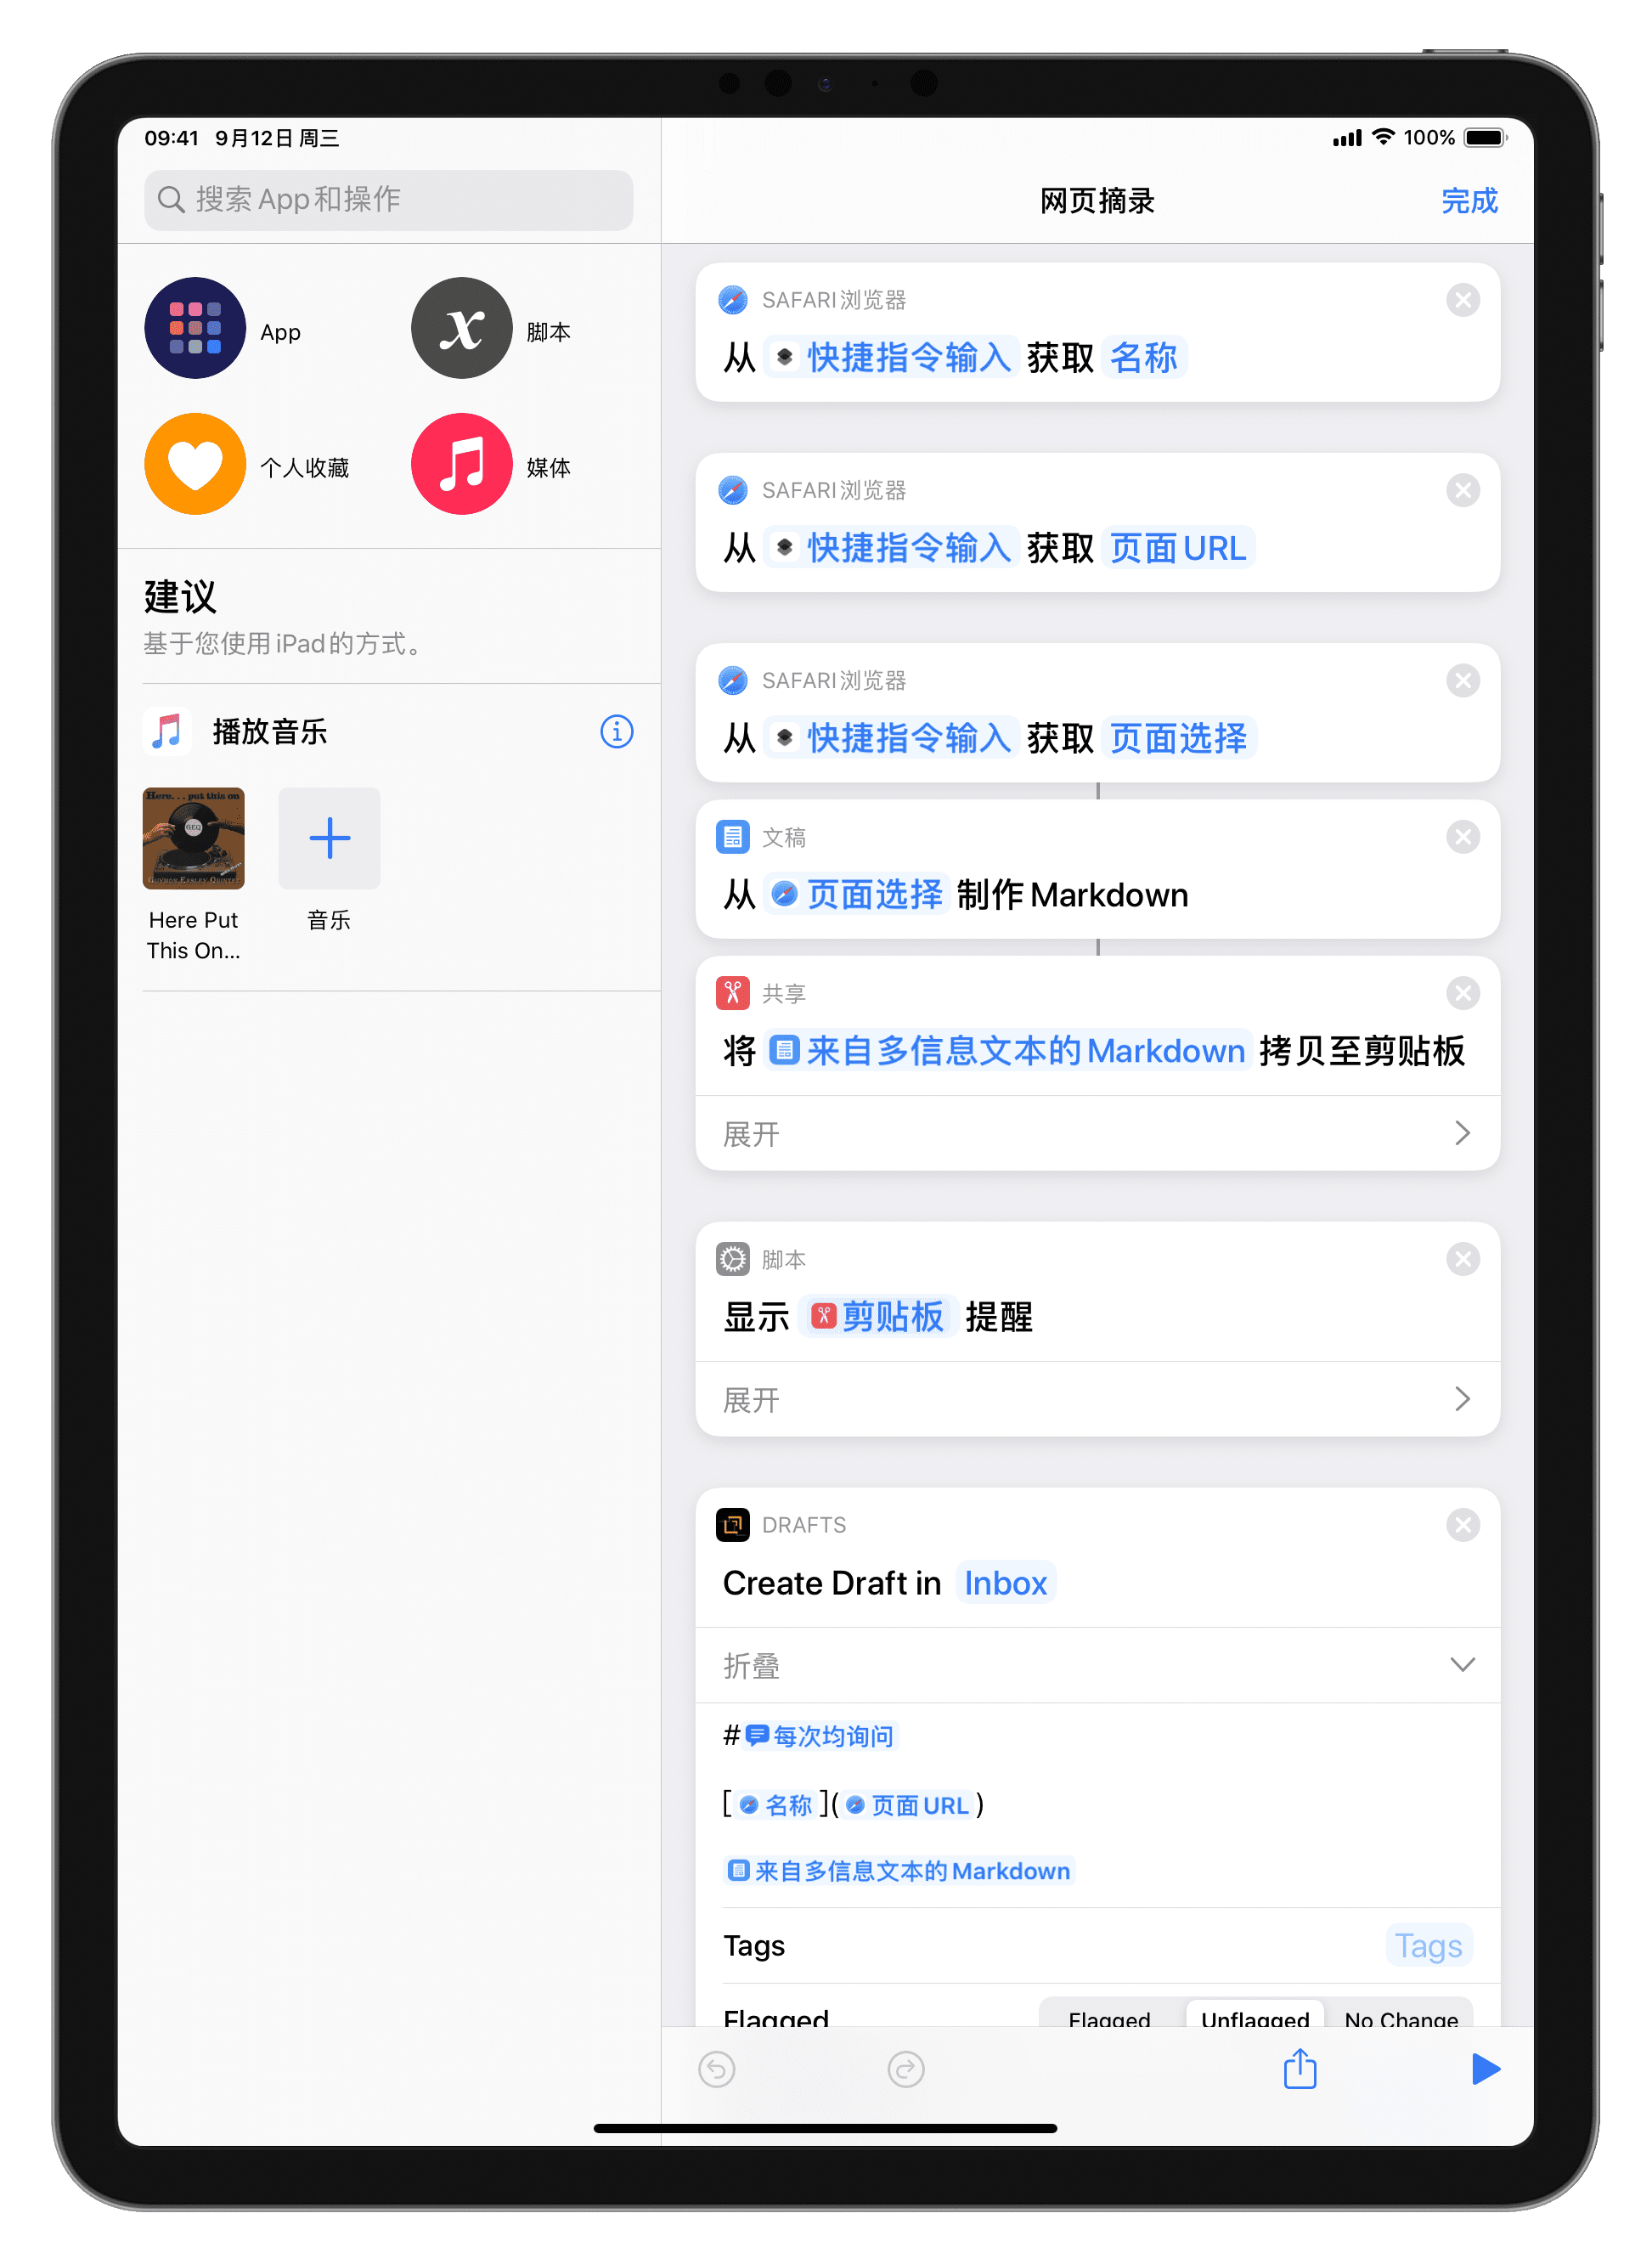 09:41 9月12日 周三
100%
搜索 App 和操作
App
脚本
个人收藏
媒体
建议
基于您使用 iPad 的方式。
播放音乐
Here. . . put this on
GEQ
GUNHON EASLEY QUINTET
Here Put
This On...
音乐
网页摘录
完成
SAFARI 浏览器
从 快捷指令输入 获取 名称
SAFARI 浏览器
从 快捷指令输入 获取 页面 URL
SAFARI 浏览器
从 快捷指令输入 获取 页面选择
文稿
从 页面选择 制作 Markdown
共享
将 来自多信息文本的 Markdown 拷贝至剪贴板
展开
脚本
显示 剪贴板 提醒
展开
DRAFTS
Create Draft in Inbox
折叠
# 每次均询问
[ 名称 ]( 页面 URL )
来自多信息文本的 Markdown
Tags Tags
Flagged Flagged Unflagged No Change